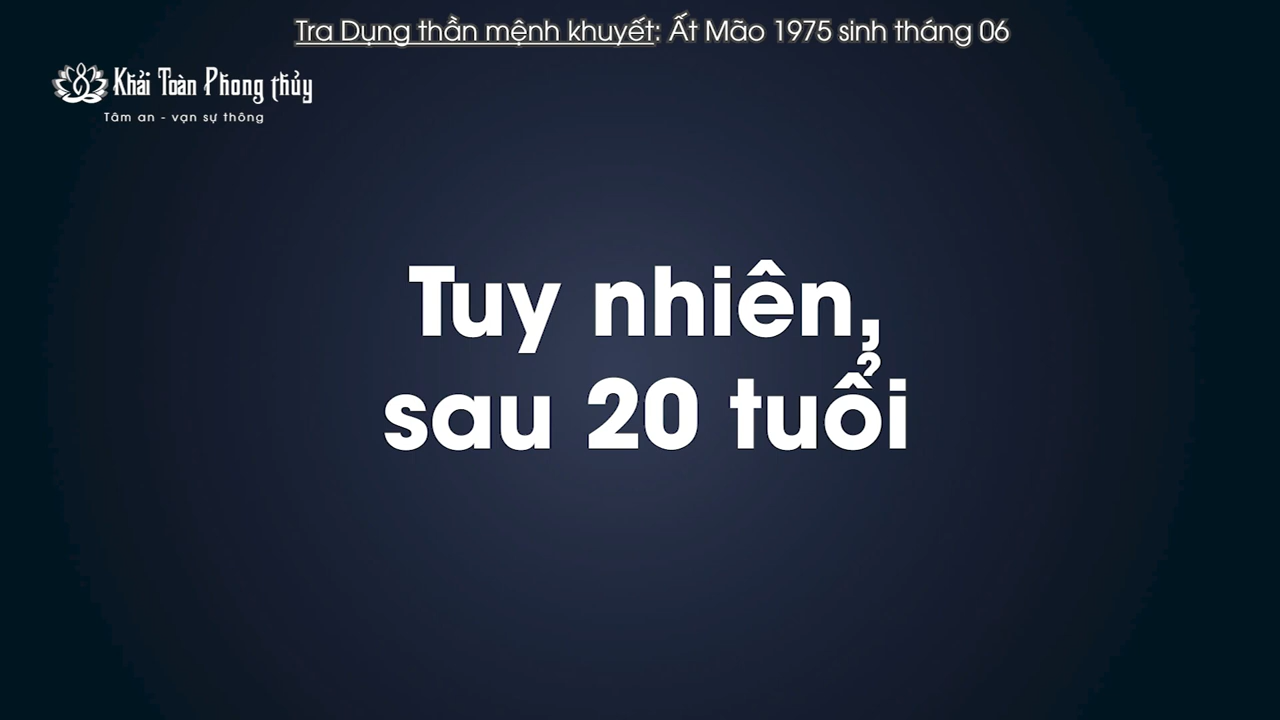 Tra Dụng thần mệnh khuyết: Ất Mão 1975 sinh tháng 06
Khải Toàn Phong thủy
Tâm an - vạn sự thông
Tuy nhiên,
sau 20 tuổi